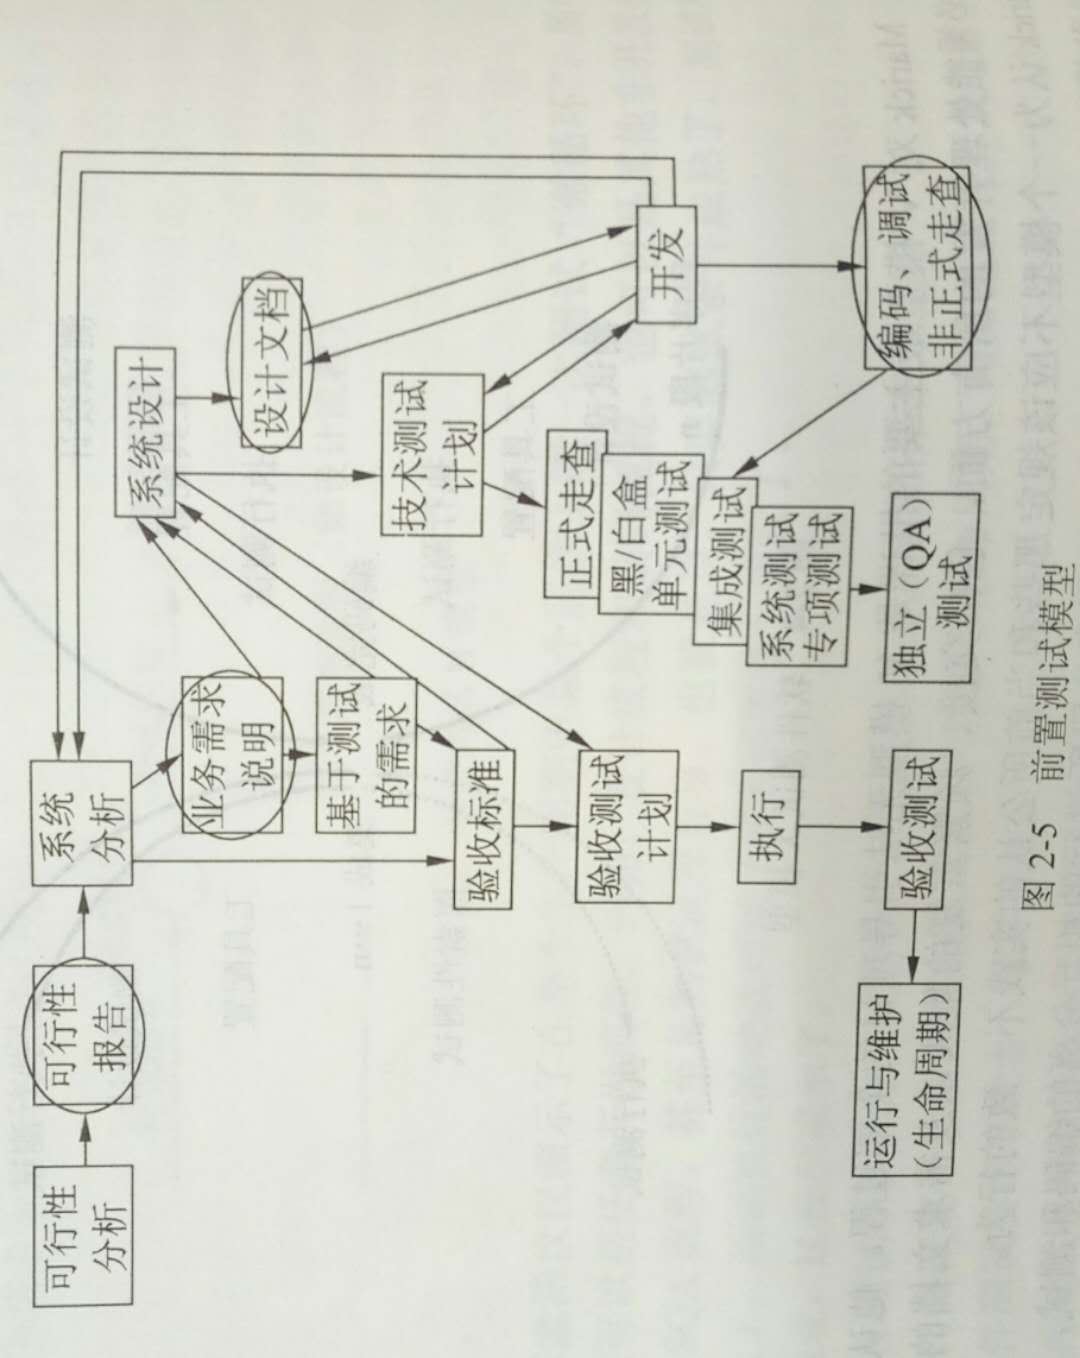 可行性
分析
可行性
报告
系统
分析
业务需求
说明
基于测试
的需求
验收标准
验收测试
计划
执行
验收测试
运行与维护
（生命周期）
系统设计
设计文档
技术测试
计划
正式走查
黑/白盒
单元测试
集成测试
系统测试
专项测试
独立（QA）
测试
开发
编码、调试
非正式走查
图 2-5 前置测试模型